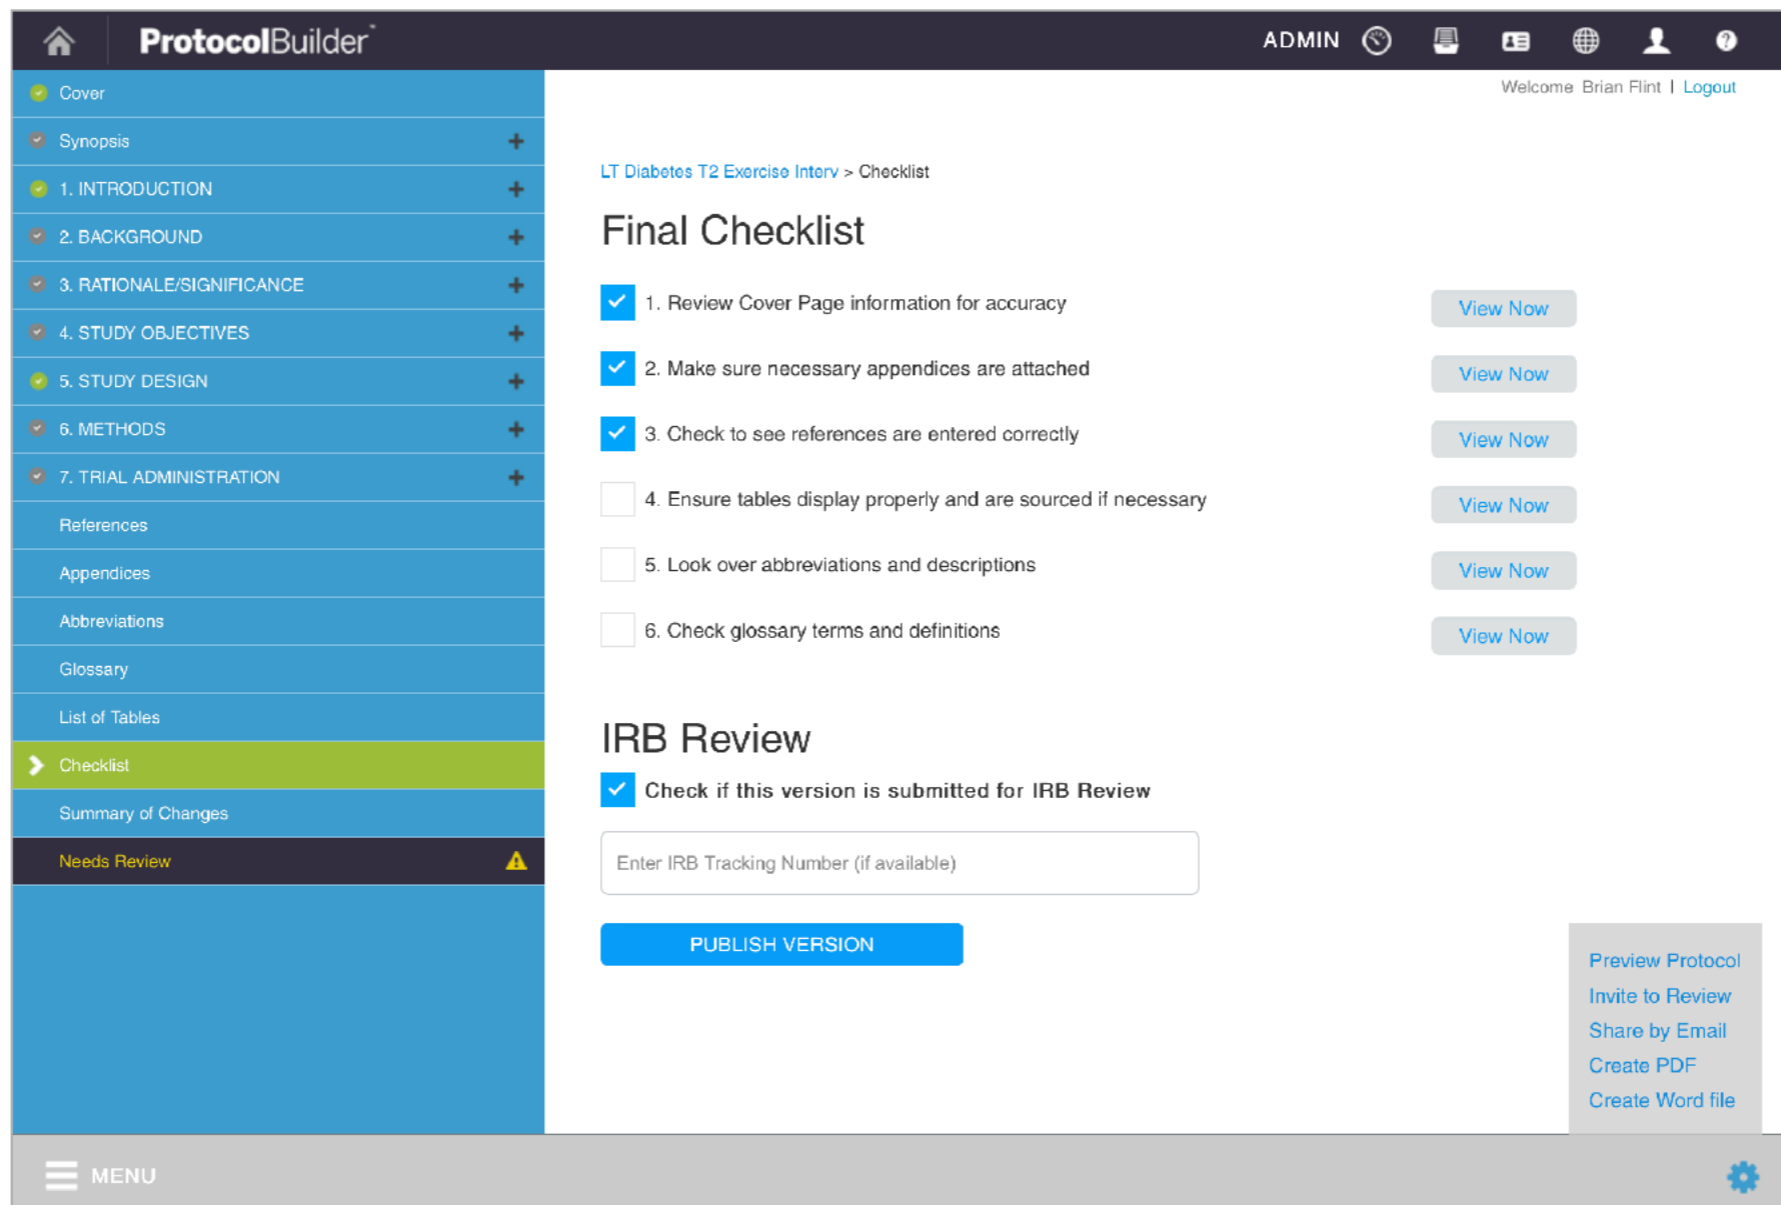 ProtocolBuilder™
ADMIN
Welcome Brian Flint | Logout
Cover
Synopsis
1. INTRODUCTION
2. BACKGROUND
3. RATIONALE/SIGNIFICANCE
4. STUDY OBJECTIVES
5. STUDY DESIGN
6. METHODS
7. TRIAL ADMINISTRATION
References
Appendices
Abbreviations
Glossary
List of Tables
Checklist
Summary of Changes
Needs Review
LT Diabetes T2 Exercise Interv > Checklist
Final Checklist
1. Review Cover Page information for accuracy
View Now
2. Make sure necessary appendices are attached
View Now
3. Check to see references are entered correctly
View Now
4. Ensure tables display properly and are sourced if necessary
View Now
5. Look over abbreviations and descriptions
View Now
6. Check glossary terms and definitions
View Now
IRB Review
Check if this version is submitted for IRB Review
Enter IRB Tracking Number (if available)
PUBLISH VERSION
Preview Protocol
Invite to Review
Share by Email
Create PDF
Create Word file
MENU